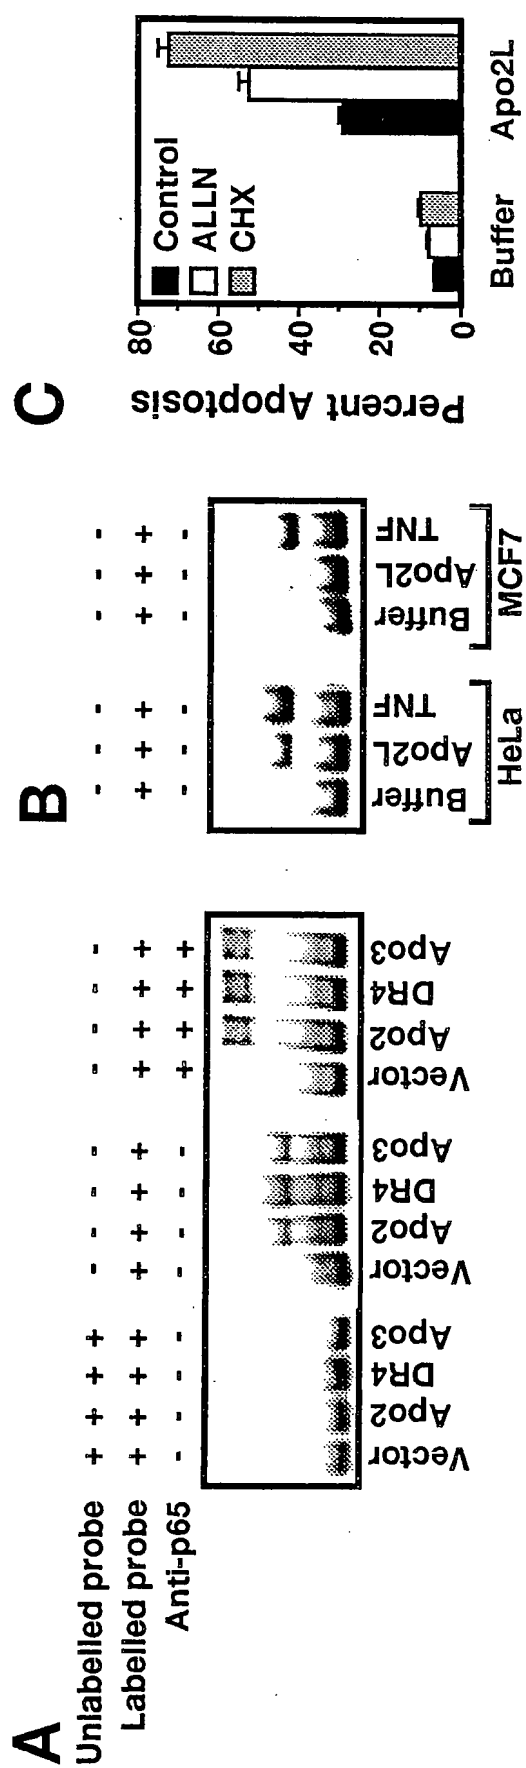 A
Unlabelled probe + + + + - - - - - - - -
Labelled probe + + + + + + + + + + + +
Anti-p65 - - - - - - - - + + + +
Vector Apo2 DR4 Apo3 Vector Apo2 DR4 Apo3 Vector Apo2 DR4 Apo3
B
- - - - - -
+ + + + + +
- - - - - -
Buffer Apo2L TNF Buffer Apo2L TNF
HeLa MCF7
C
Percent Apoptosis
80
60
40
20
0
Control
ALLN
CHX
Buffer Apo2L